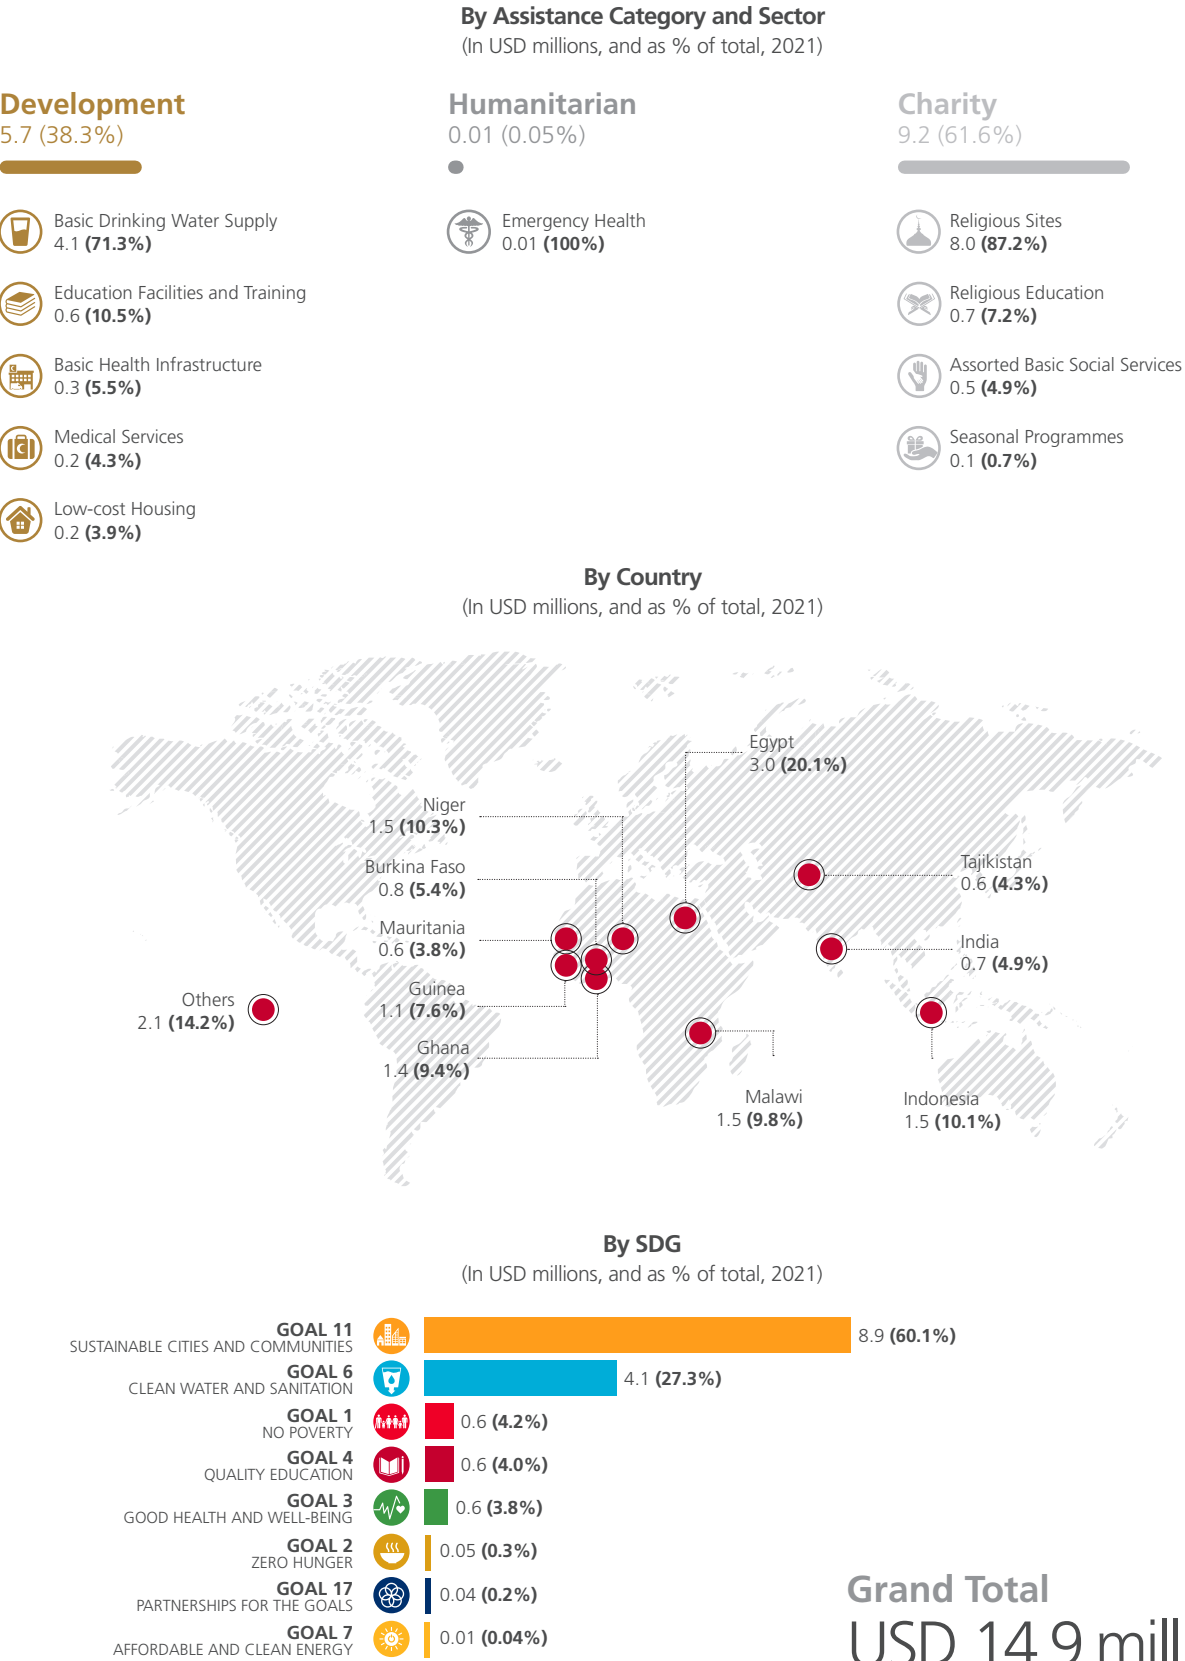 By Assistance Category and Sector
(In USD millions, and as % of total, 2021)
Development
5.7 (38.3%)
Basic Drinking Water Supply
4.1 (71.3%)
Education Facilities and Training
0.6 (10.5%)
Basic Health Infrastructure
0.3 (5.5%)
Medical Services
0.2 (4.3%)
Low-cost Housing
0.2 (3.9%)
Humanitarian
0.01 (0.05%)
Emergency Health
0.01 (100%)
Charity
9.2 (61.6%)
Religious Sites
8.0 (87.2%)
Religious Education
0.7 (7.2%)
Assorted Basic Social Services
0.5 (4.9%)
Seasonal Programmes
0.1 (0.7%)
By Country
(In USD millions, and as % of total, 2021)
Egypt
3.0 (20.1%)
Niger
1.5 (10.3%)
Burkina Faso
0.8 (5.4%)
Mauritania
0.6 (3.8%)
Guinea
1.1 (7.6%)
Ghana
1.4 (9.4%)
Others
2.1 (14.2%)
Tajikistan
0.6 (4.3%)
India
0.7 (4.9%)
Malawi
1.5 (9.8%)
Indonesia
1.5 (10.1%)
By SDG
(In USD millions, and as % of total, 2021)
GOAL 11
SUSTAINABLE CITIES AND COMMUNITIES
8.9 (60.1%)
GOAL 6
CLEAN WATER AND SANITATION
4.1 (27.3%)
GOAL 1
NO POVERTY
0.6 (4.2%)
GOAL 4
QUALITY EDUCATION
0.6 (4.0%)
GOAL 3
GOOD HEALTH AND WELL-BEING
0.6 (3.8%)
GOAL 2
ZERO HUNGER
0.05 (0.3%)
GOAL 17
PARTNERSHIPS FOR THE GOALS
0.04 (0.2%)
GOAL 7
AFFORDABLE AND CLEAN ENERGY
0.01 (0.04%)
Grand Total
USD 14.9 mill